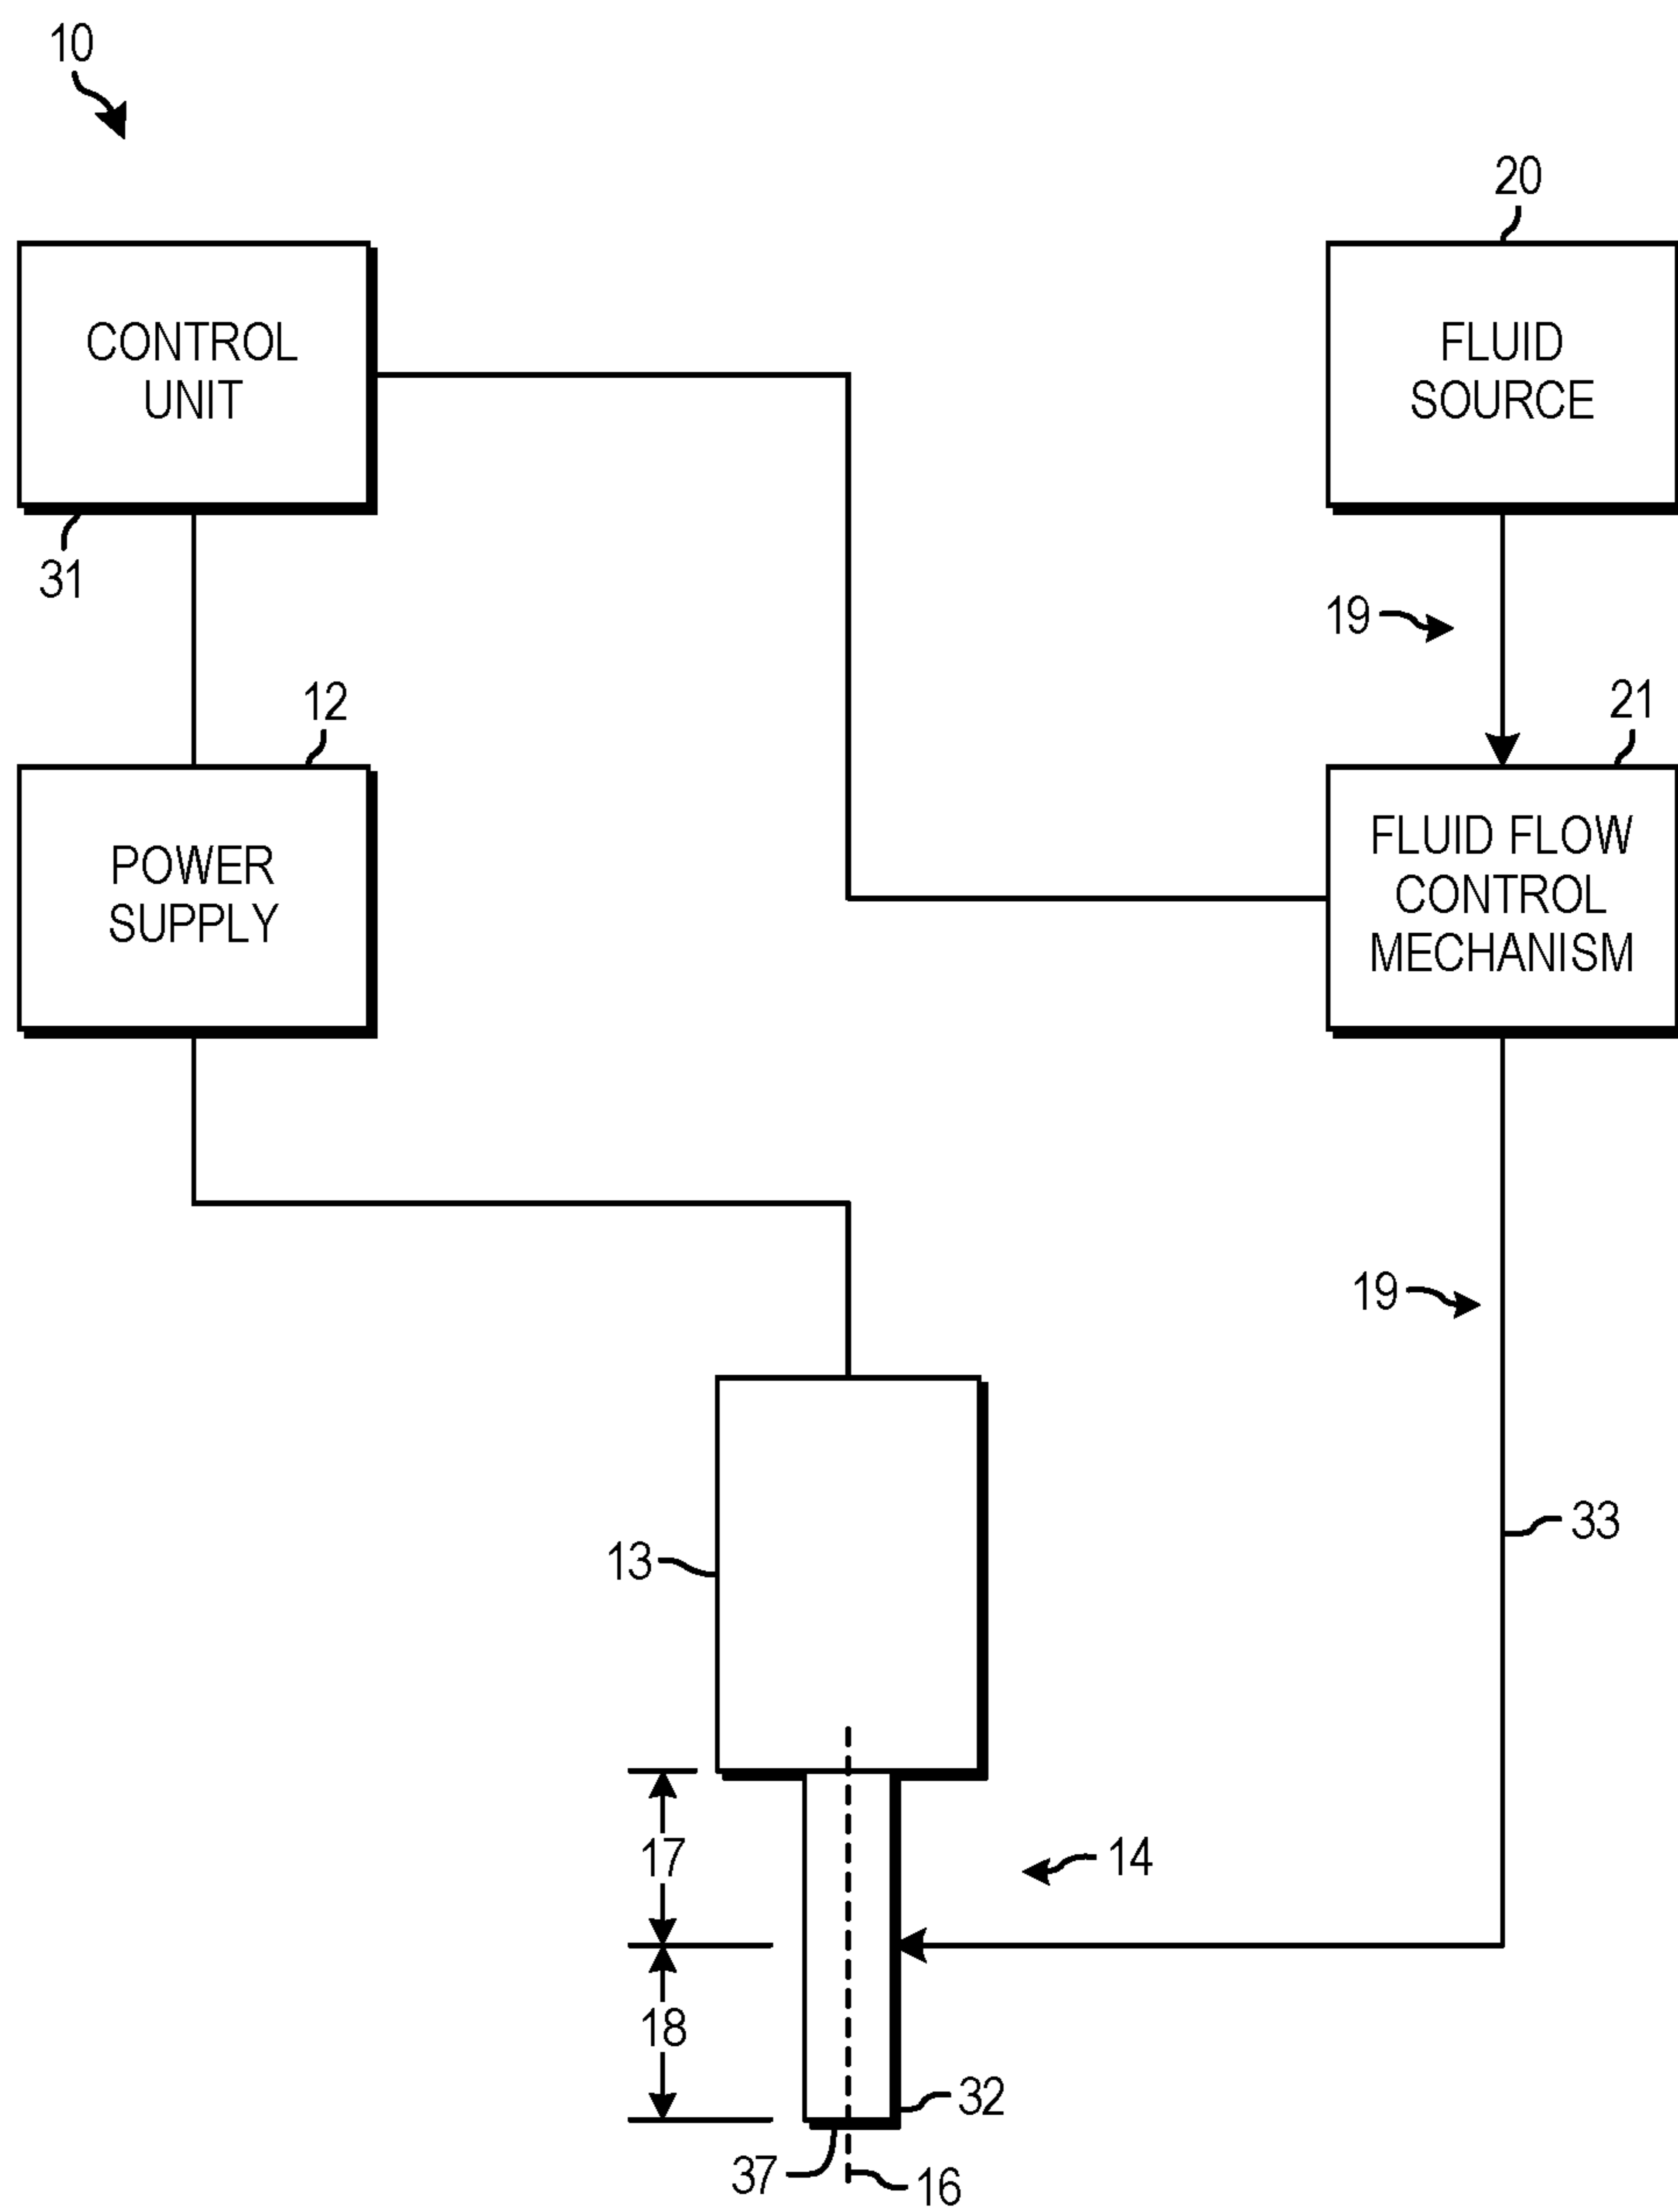 10
20
CONTROL
UNIT
FLUID
SOURCE
31
19
12
21
POWER
SUPPLY
FLUID FLOW
CONTROL
MECHANISM
19
33
13
17
14
18
32
37
16